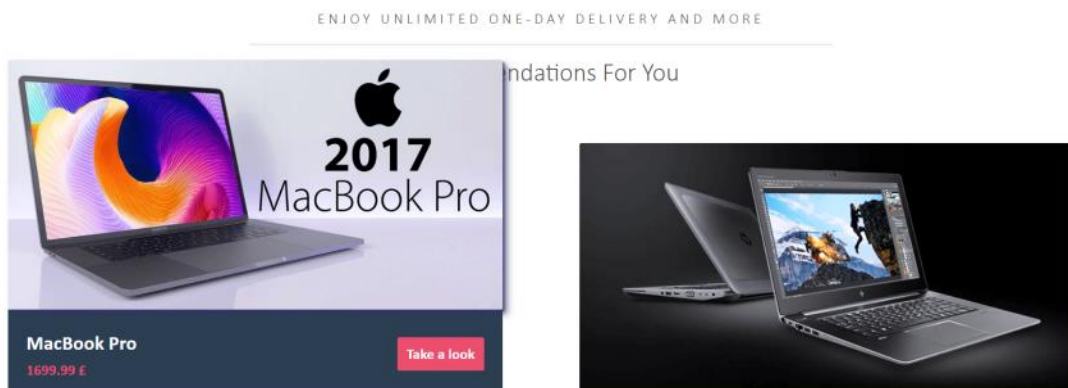 ENJOY UNLIMITED ONE-DAY DELIVERY AND MORE
ndations For You
2017
MacBook Pro
MacBook Pro
1699.99 £
Take a look